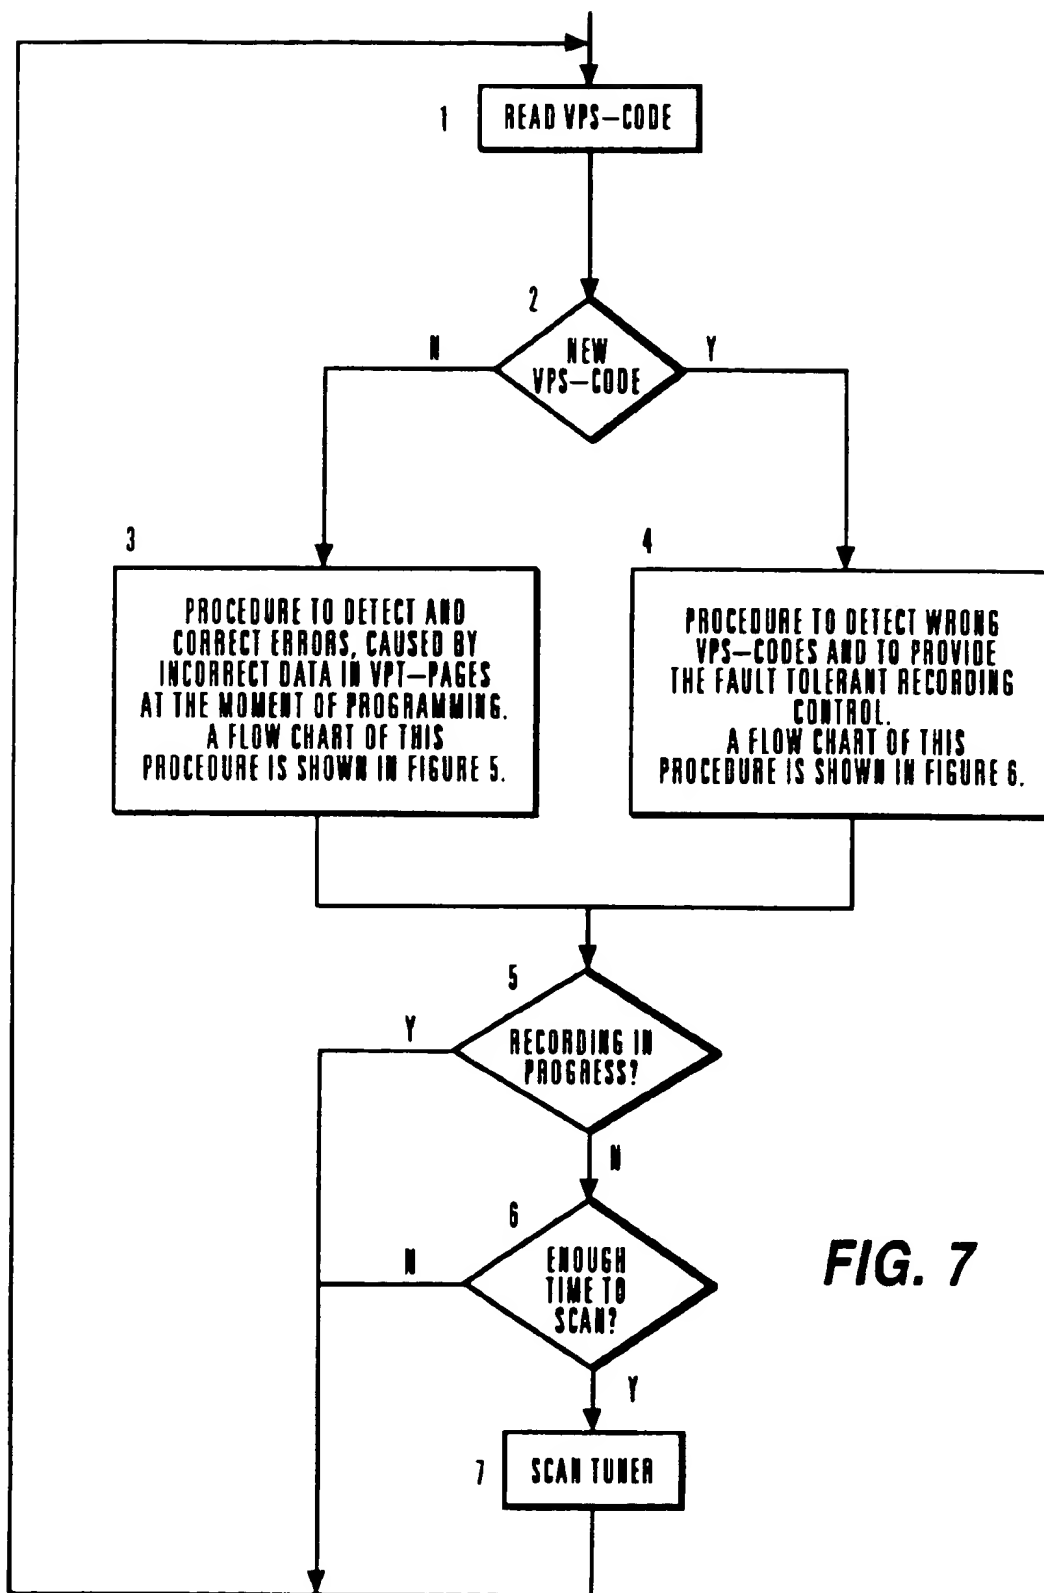 1
READ VPS-CODE
2
NEW
VPS-CODE
N
Y
3
PROCEDURE TO DETECT AND
CORRECT ERRORS, CAUSED BY
INCORRECT DATA IN VPT-PAGES
AT THE MOMENT OF PROGRAMMING.
A FLOW CHART OF THIS
PROCEDURE IS SHOWN IN FIGURE 5.
4
PROCEDURE TO DETECT WRONG
VPS-CODES AND TO PROVIDE
THE FAULT TOLERANT RECORDING
CONTROL.
A FLOW CHART OF THIS
PROCEDURE IS SHOWN IN FIGURE 6.
5
RECORDING IN
PROGRESS?
Y
N
6
ENOUGH
TIME TO
SCAN?
N
Y
7
SCAN TUNER
FIG. 7